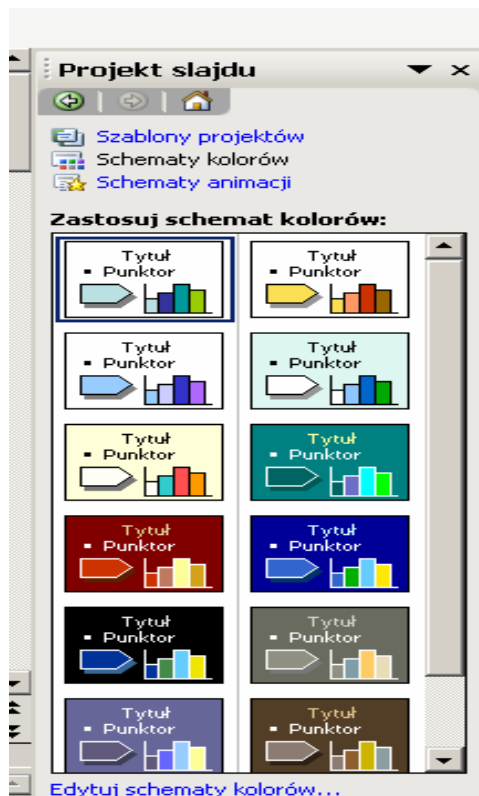 Projekt slajdu
Szablony projektów
Schematy kolorów
Schematy animacji
Zastosuj schemat kolorów:
Tytuł
Punktor
Tytuł
Punktor
Tytuł
Punktor
Tytuł
Punktor
Tytuł
Punktor
Tytuł
Punktor
Tytuł
Punktor
Tytuł
Punktor
Tytuł
Punktor
Tytuł
Punktor
Tytuł
Punktor
Tytuł
Punktor
Edytuj schematy kolorów...